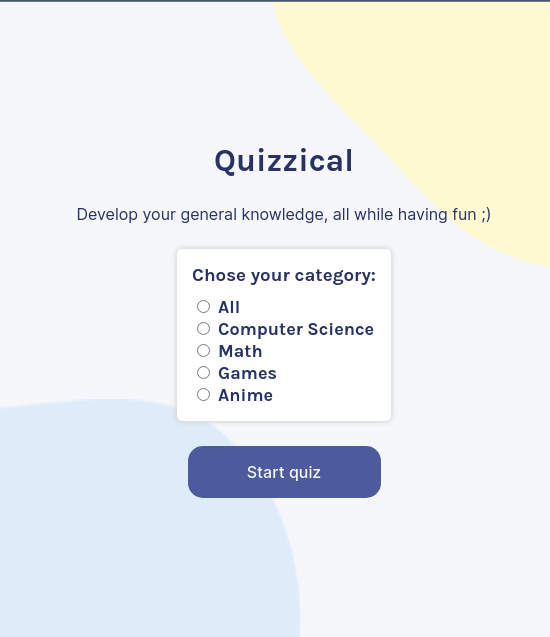 Quizzical
Develop your general knowledge, all while having fun ;)
Chose your category:
All
Computer Science
Math
Games
Anime
Start quiz